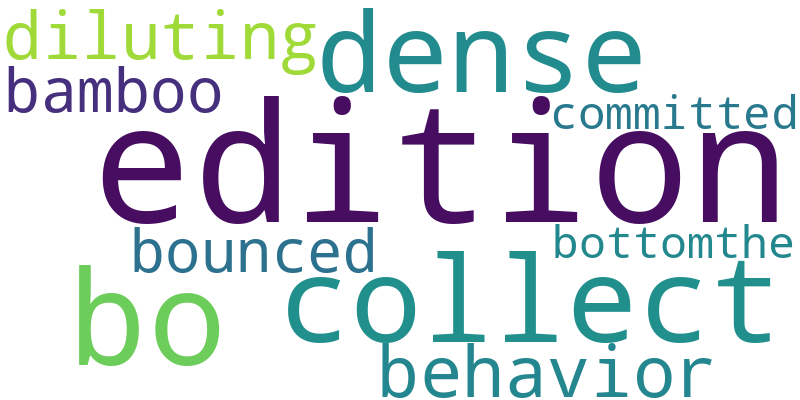 diluting
dense
bamboo
committed
edition
bounced
bottomthe
bo
collect
behavior